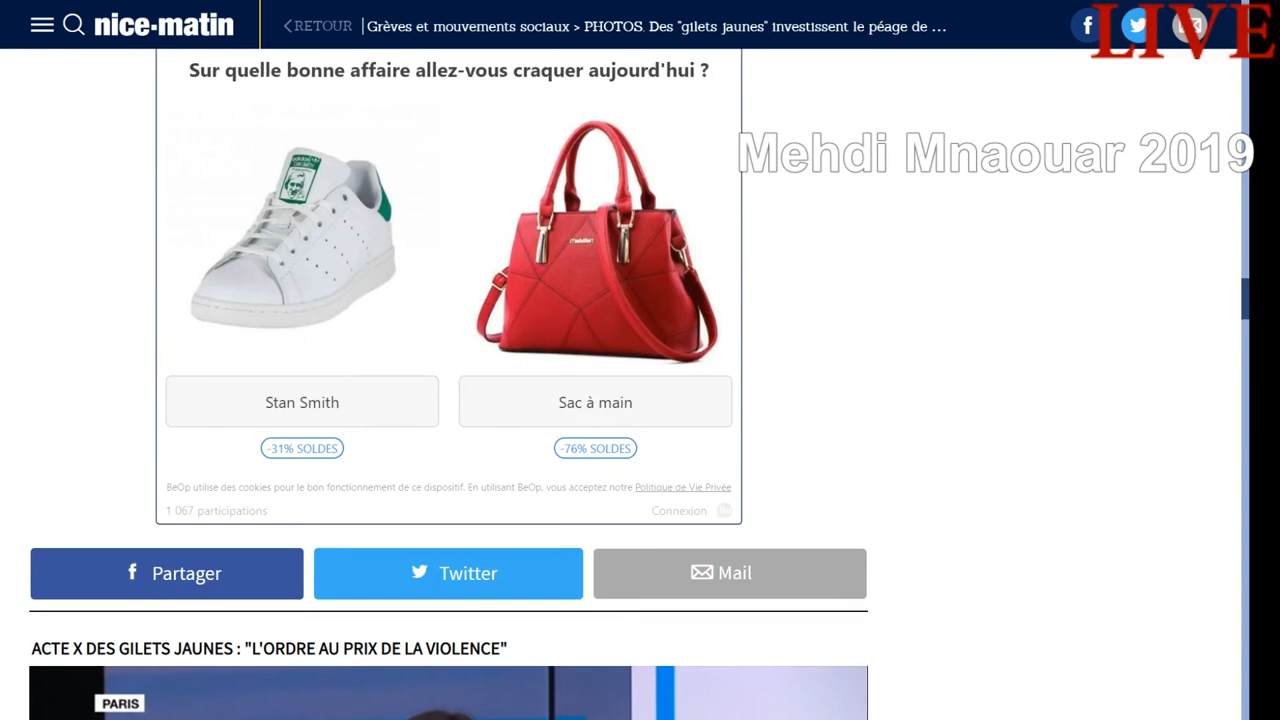 nice-matin
RETOUR
Grèves et mouvements sociaux > PHOTOS. Des "gilets jaunes" investissent le péage de ...
LIVE
Sur quelle bonne affaire allez-vous craquer aujourd'hui ?
Mehdi Mnaouar 2019
Stan Smith
Sac à main
-31% SOLDES
-76% SOLDES
BeOp utilise des cookies pour le bon fonctionnement de ce dispositif. En utilisant BeOp, vous acceptez notre Politique de Vie Privée
1 067 participations
Connexion
Partager
Twitter
Mail
ACTE X DES GILETS JAUNES : "L'ORDRE AU PRIX DE LA VIOLENCE"
PARIS